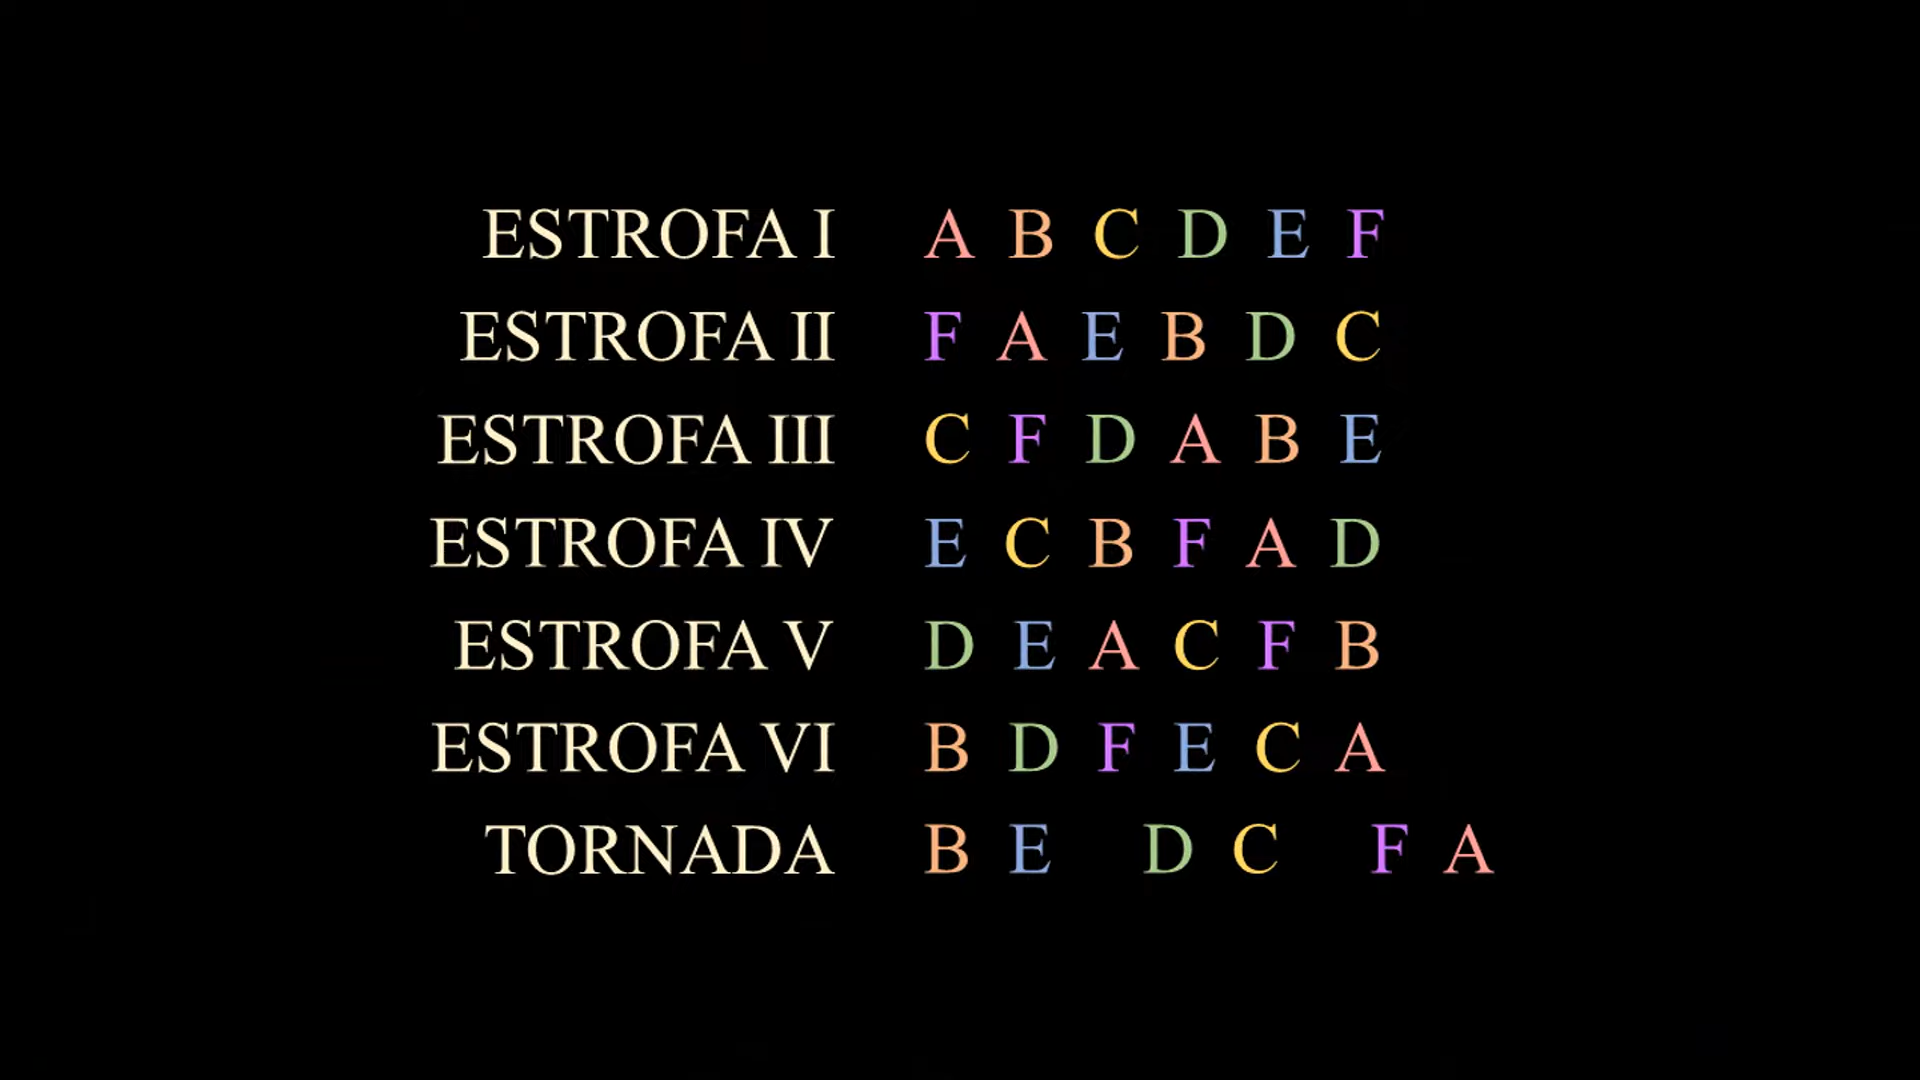 ESTROFA I A B C D E F
ESTROFA II F A E B D C
ESTROFA III C F D A B E
ESTROFA IV E C B F A D
ESTROFA V D E A C F B
ESTROFA VI B D F E C A
TORNADA B E D C F A